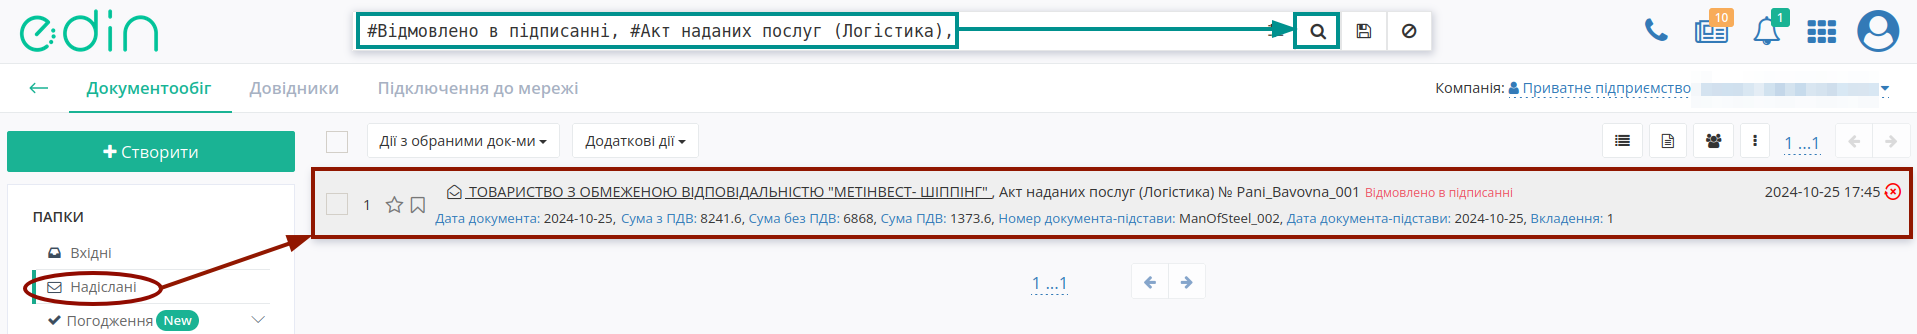 edin
#Відмовлено в підписанні, #Акт наданих послуг (Логістика),
10
1
Документообіг
Довідники
Підключення до мережі
Компанія: Приватне підприємство
Створити
Дії з обраними док-ми
Додаткові дії
1 ...1
ПАПКИ
Вхідні
Надіслані
Погодження New
1 ТОВАРИСТВО З ОБМЕЖЕНОЮ ВІДПОВІДАЛЬНІСТЮ "МЕТІНВЕСТ- ШІППІНГ" , Акт наданих послуг (Логістика) № Pani_Bavovna_001 Відмовлено в підписанні 2024-10-25 17:45
Дата документа: 2024-10-25, Сума з ПДВ: 8241.6, Сума без ПДВ: 6868, Сума ПДВ: 1373.6, Номер документа-підстави: ManOfSteel_002, Дата документа-підстави: 2024-10-25, Вкладення: 1
1 ...1